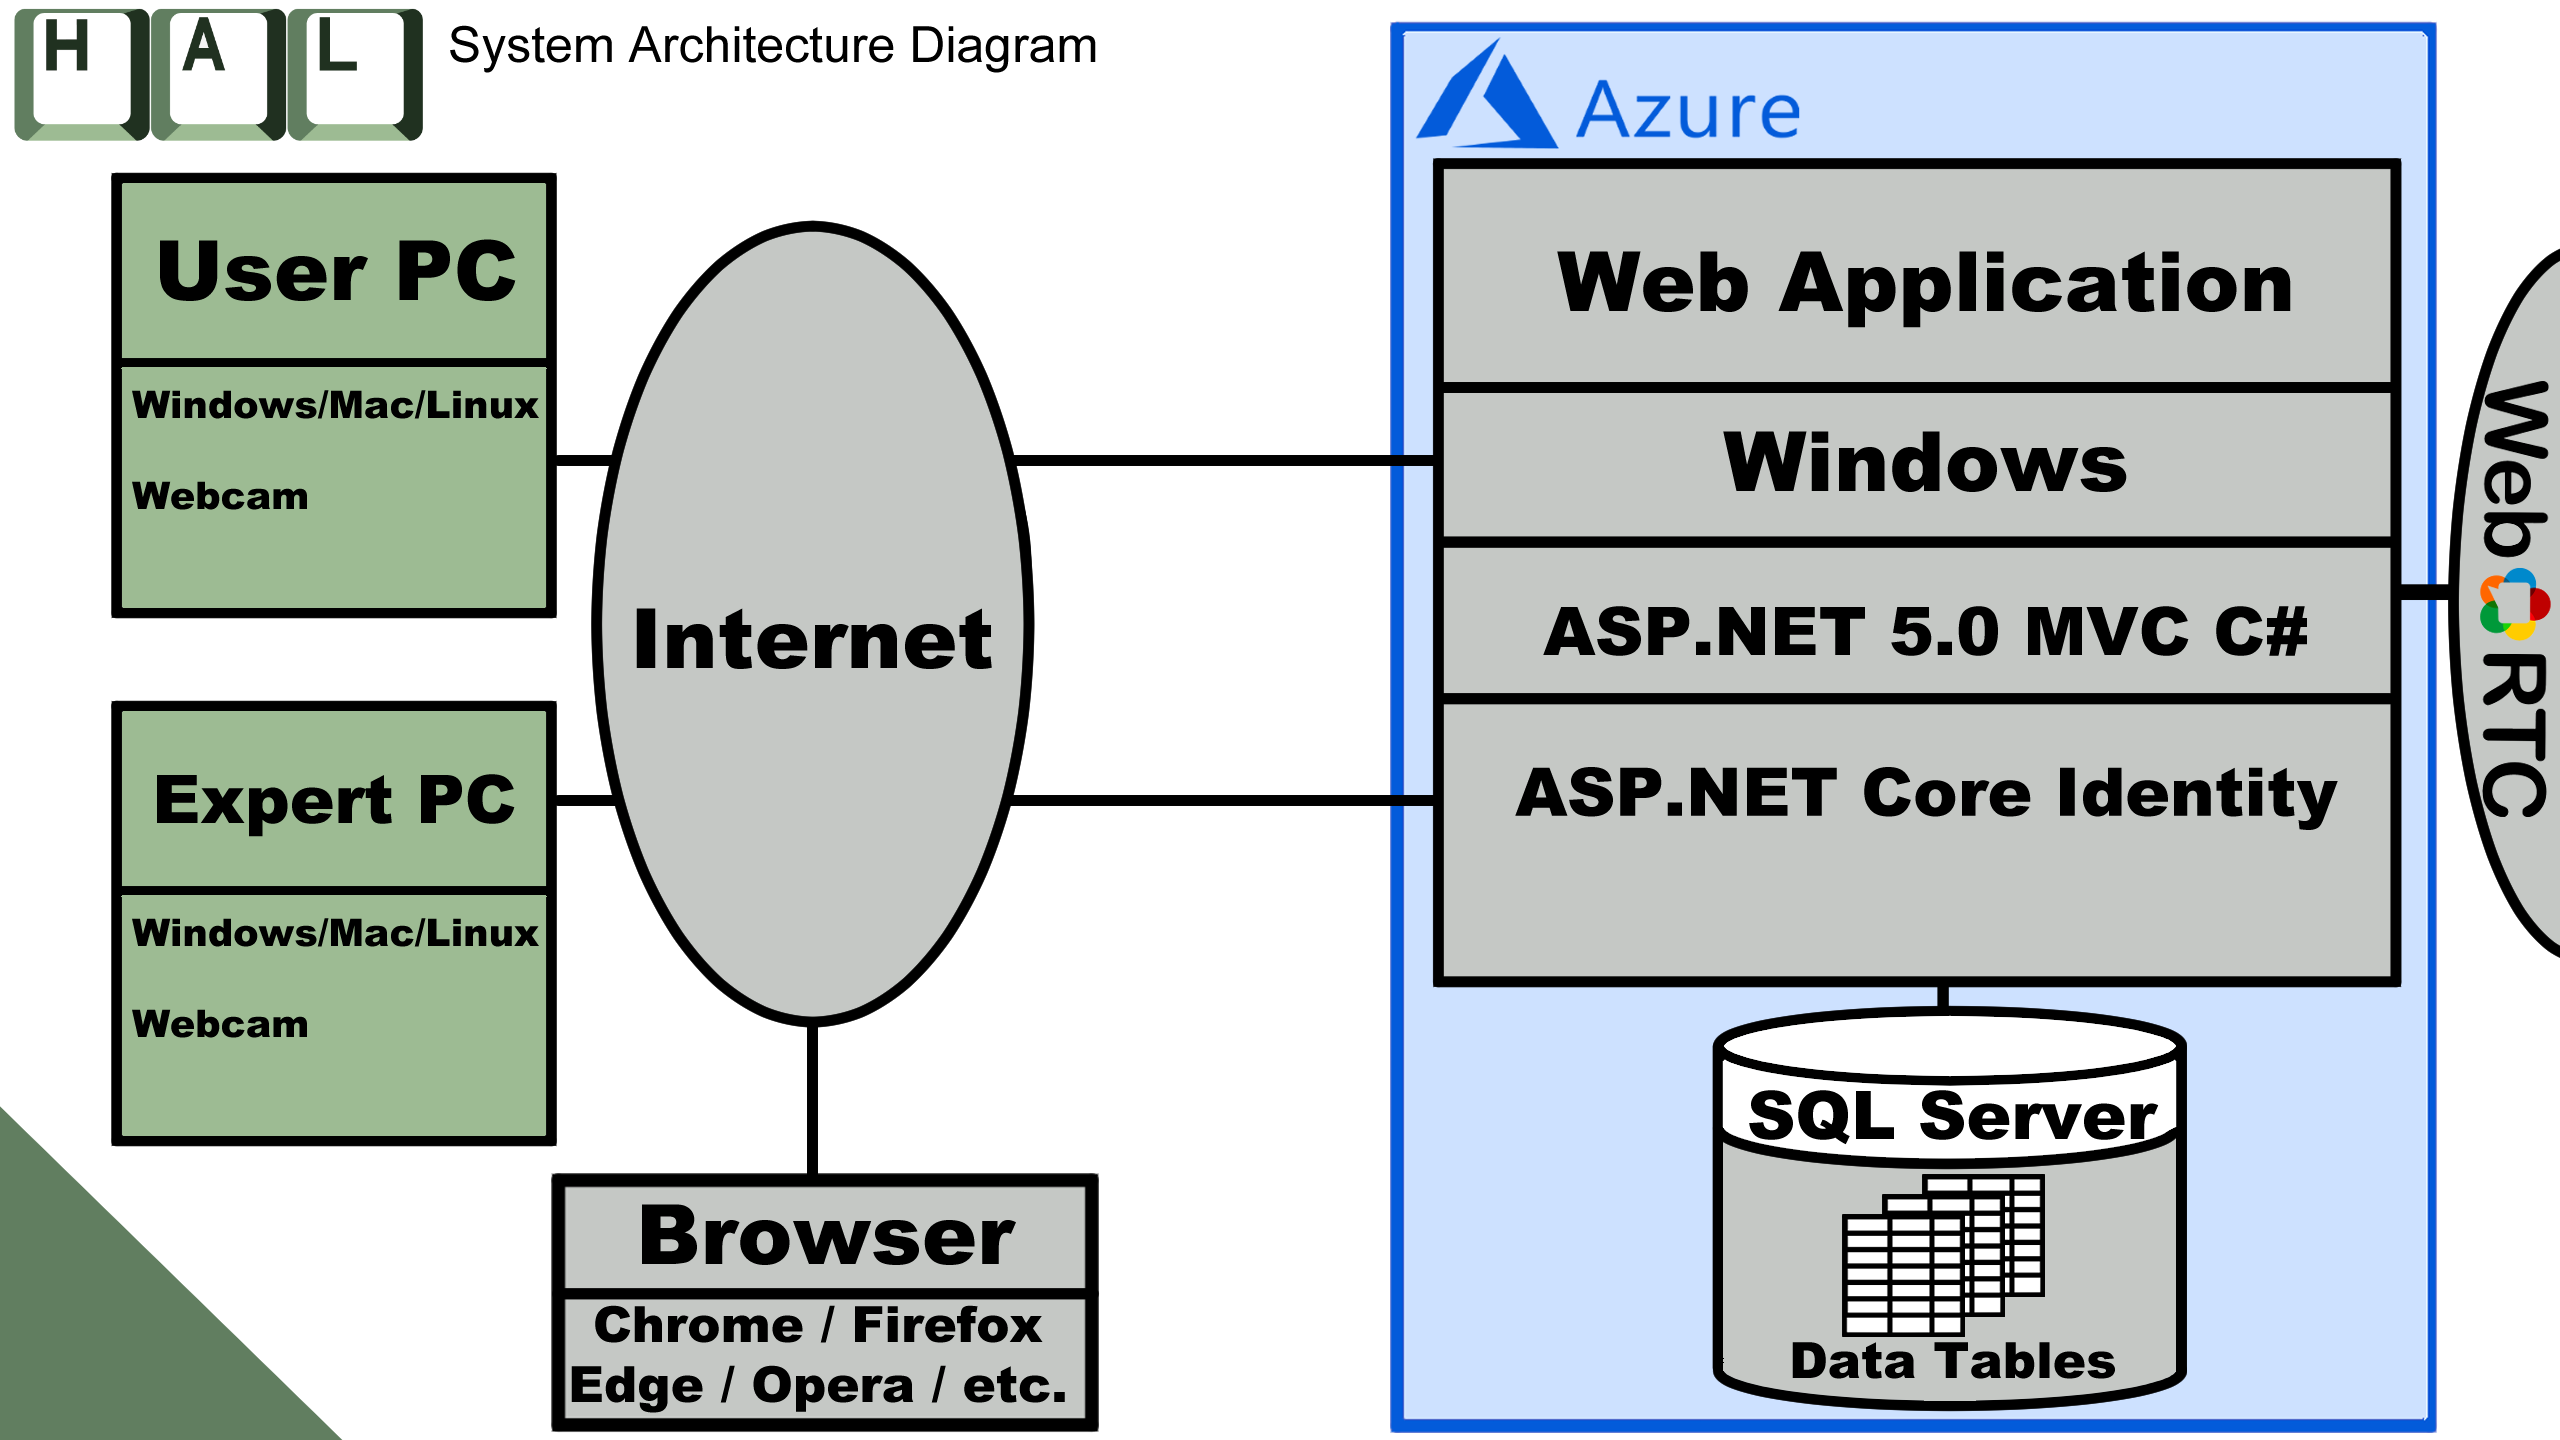 H A L
System Architecture Diagram
Azure
User PC
Windows/Mac/Linux
Webcam
Internet
Web Application
Windows
ASP.NET 5.0 MVC C#
ASP.NET Core Identity
WebRTC
Expert PC
Windows/Mac/Linux
Webcam
Browser
Chrome / Firefox
Edge / Opera / etc.
SQL Server
Data Tables